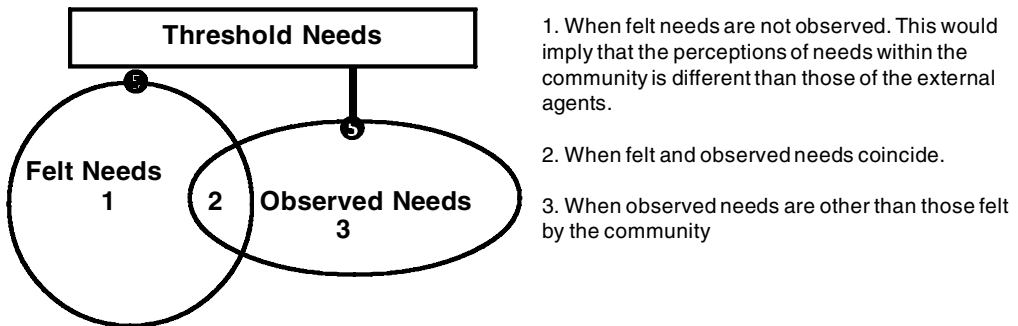 Threshold Needs
Felt Needs
1
2
Observed Needs
3
1. When felt needs are not observed. This would
imply that the perceptions of needs within the
community is different than those of the external
agents.
2. When felt and observed needs coincide.
3. When observed needs are other than those felt
by the community